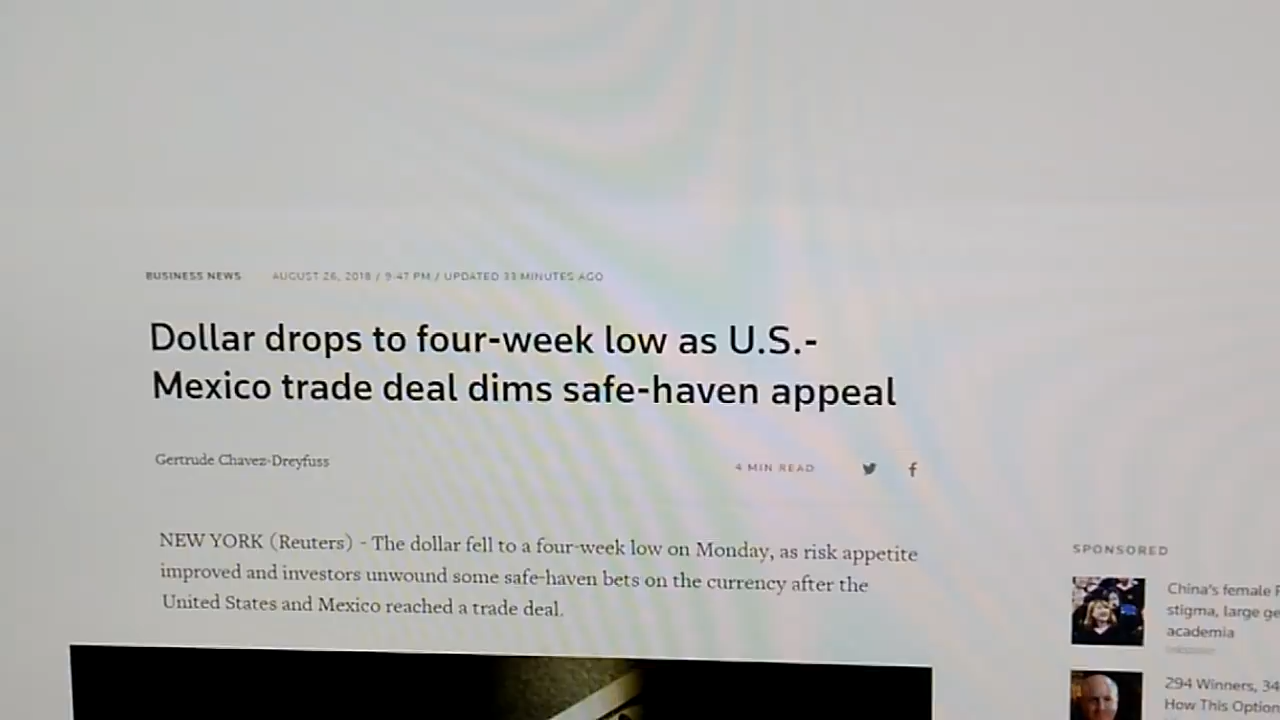 BUSINESS NEWS AUGUST 26, 2018 / 9:47 PM / UPDATED 33 MINUTES AGO
Dollar drops to four-week low as U.S.-
Mexico trade deal dims safe-haven appeal
Gertrude Chavez-Dreyfuss
4 MIN READ
NEW YORK (Reuters) - The dollar fell to a four-week low on Monday, as risk appetite
improved and investors unwound some safe-haven bets on the currency after the
United States and Mexico reached a trade deal.
SPONSORED
China's female
stigma, large
academia
294 Winners, 34
How This Option